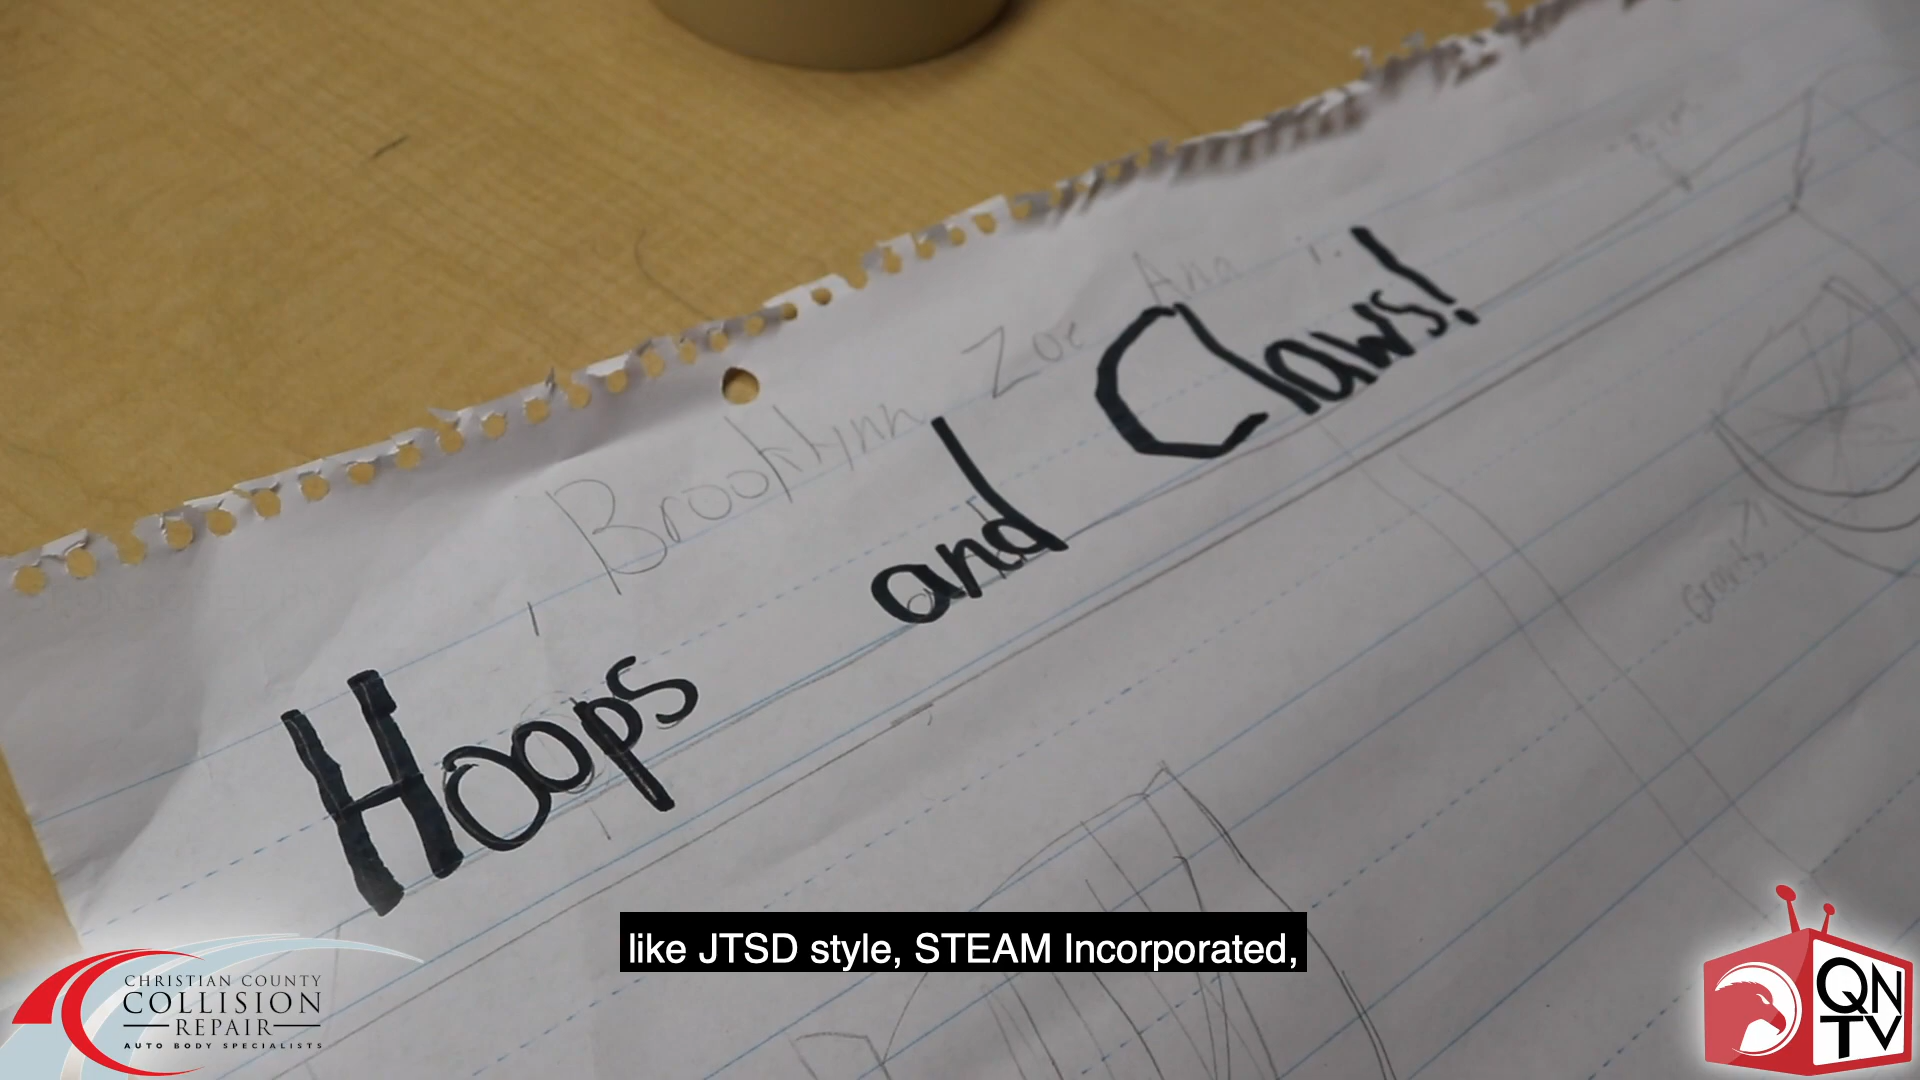 Brooklynn Zoe Ann
Hoops and Claws!
like JTSD style, STEAM Incorporated,
CHRISTIAN COUNTY
COLLISION
REPAIR
AUTO BODY SPECIALISTS
QN
TV